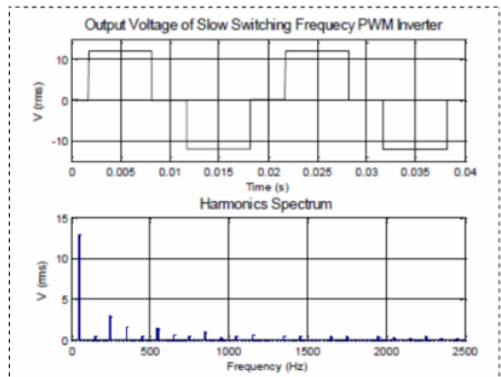 Output Voltage of Slow Switching Frequecy PWM Inverter
V (rms)
10
0
-10
0 0.005 0.01 0.015 0.02 0.025 0.03 0.035 0.04
Time (s)
Harmonics Spectrum
V (rms)
15
10
5
0
0 500 1000 1500 2000 2500
Frequency (Hz)